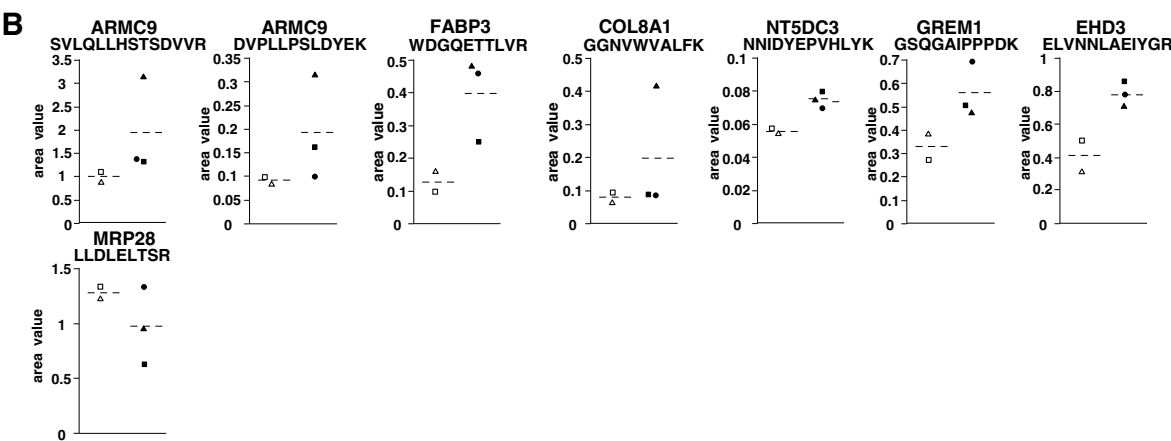 B
ARMC9
SVLQLLHSTSDVVR
area value
3.5
3
2.5
2
1.5
1
0.5
0
ARMC9
DVPLLPSLDYEK
area value
0.35
0.3
0.25
0.2
0.15
0.1
0.05
0
FABP3
WDGQETTLVR
area value
0.5
0.4
0.3
0.2
0.1
0
COL8A1
GGNVWVALFK
area value
0.5
0.4
0.3
0.2
0.1
0
NT5DC3
NNIDYEPVHLYK
area value
0.1
0.08
0.06
0.04
0.02
0
GREM1
GSQGAIPPPDK
area value
0.7
0.6
0.5
0.4
0.3
0.2
0.1
0
EHD3
ELVNNLAEIYGR
area value
1
0.8
0.6
0.4
0.2
0
MRP28
LLDLELTSR
area value
1.5
1
0.5
0